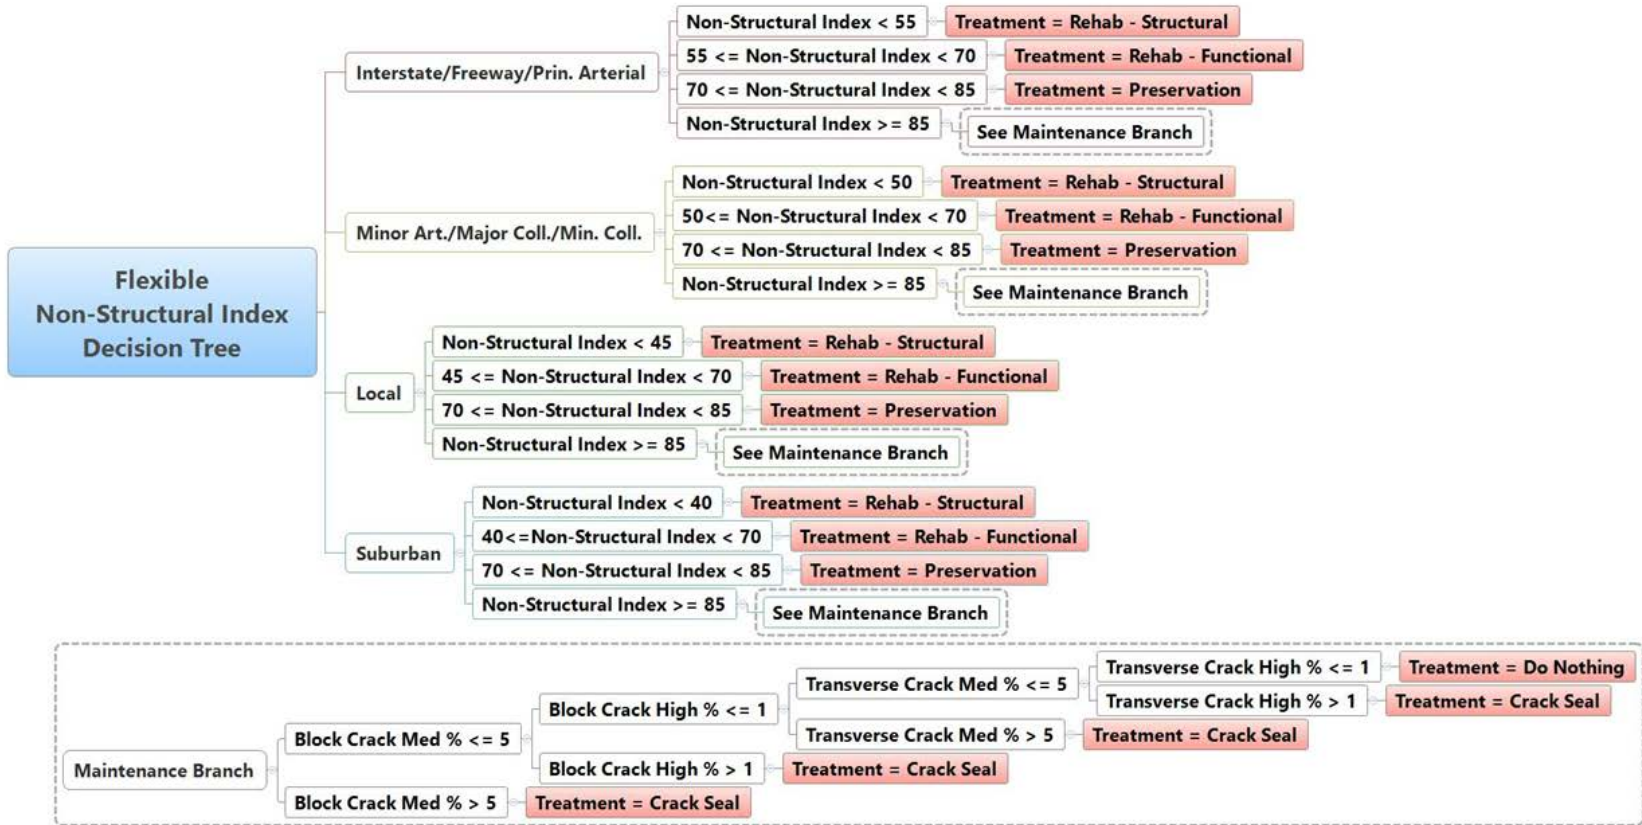 Flexible
Non-Structural Index
Decision Tree
Interstate/Freeway/Prin. Arterial
Non-Structural Index < 55
Treatment = Rehab - Structural
55 <= Non-Structural Index < 70
Treatment = Rehab - Functional
70 <= Non-Structural Index < 85
Treatment = Preservation
Non-Structural Index >= 85
See Maintenance Branch
Minor Art./Major Coll./Min. Coll.
Non-Structural Index < 50
Treatment = Rehab - Structural
50<= Non-Structural Index < 70
Treatment = Rehab - Functional
70 <= Non-Structural Index < 85
Treatment = Preservation
Non-Structural Index >= 85
See Maintenance Branch
Local
Non-Structural Index < 45
Treatment = Rehab - Structural
45 <= Non-Structural Index < 70
Treatment = Rehab - Functional
70 <= Non-Structural Index < 85
Treatment = Preservation
Non-Structural Index >= 85
See Maintenance Branch
Suburban
Non-Structural Index < 40
Treatment = Rehab - Structural
40<=Non-Structural Index < 70
Treatment = Rehab - Functional
70 <= Non-Structural Index < 85
Treatment = Preservation
Non-Structural Index >= 85
See Maintenance Branch
Maintenance Branch
Block Crack Med % <= 5
Block Crack High % <= 1
Transverse Crack Med % <= 5
Transverse Crack High % <= 1
Treatment = Do Nothing
Transverse Crack High % > 1
Treatment = Crack Seal
Transverse Crack Med % > 5
Treatment = Crack Seal
Block Crack High % > 1
Treatment = Crack Seal
Block Crack Med % > 5
Treatment = Crack Seal